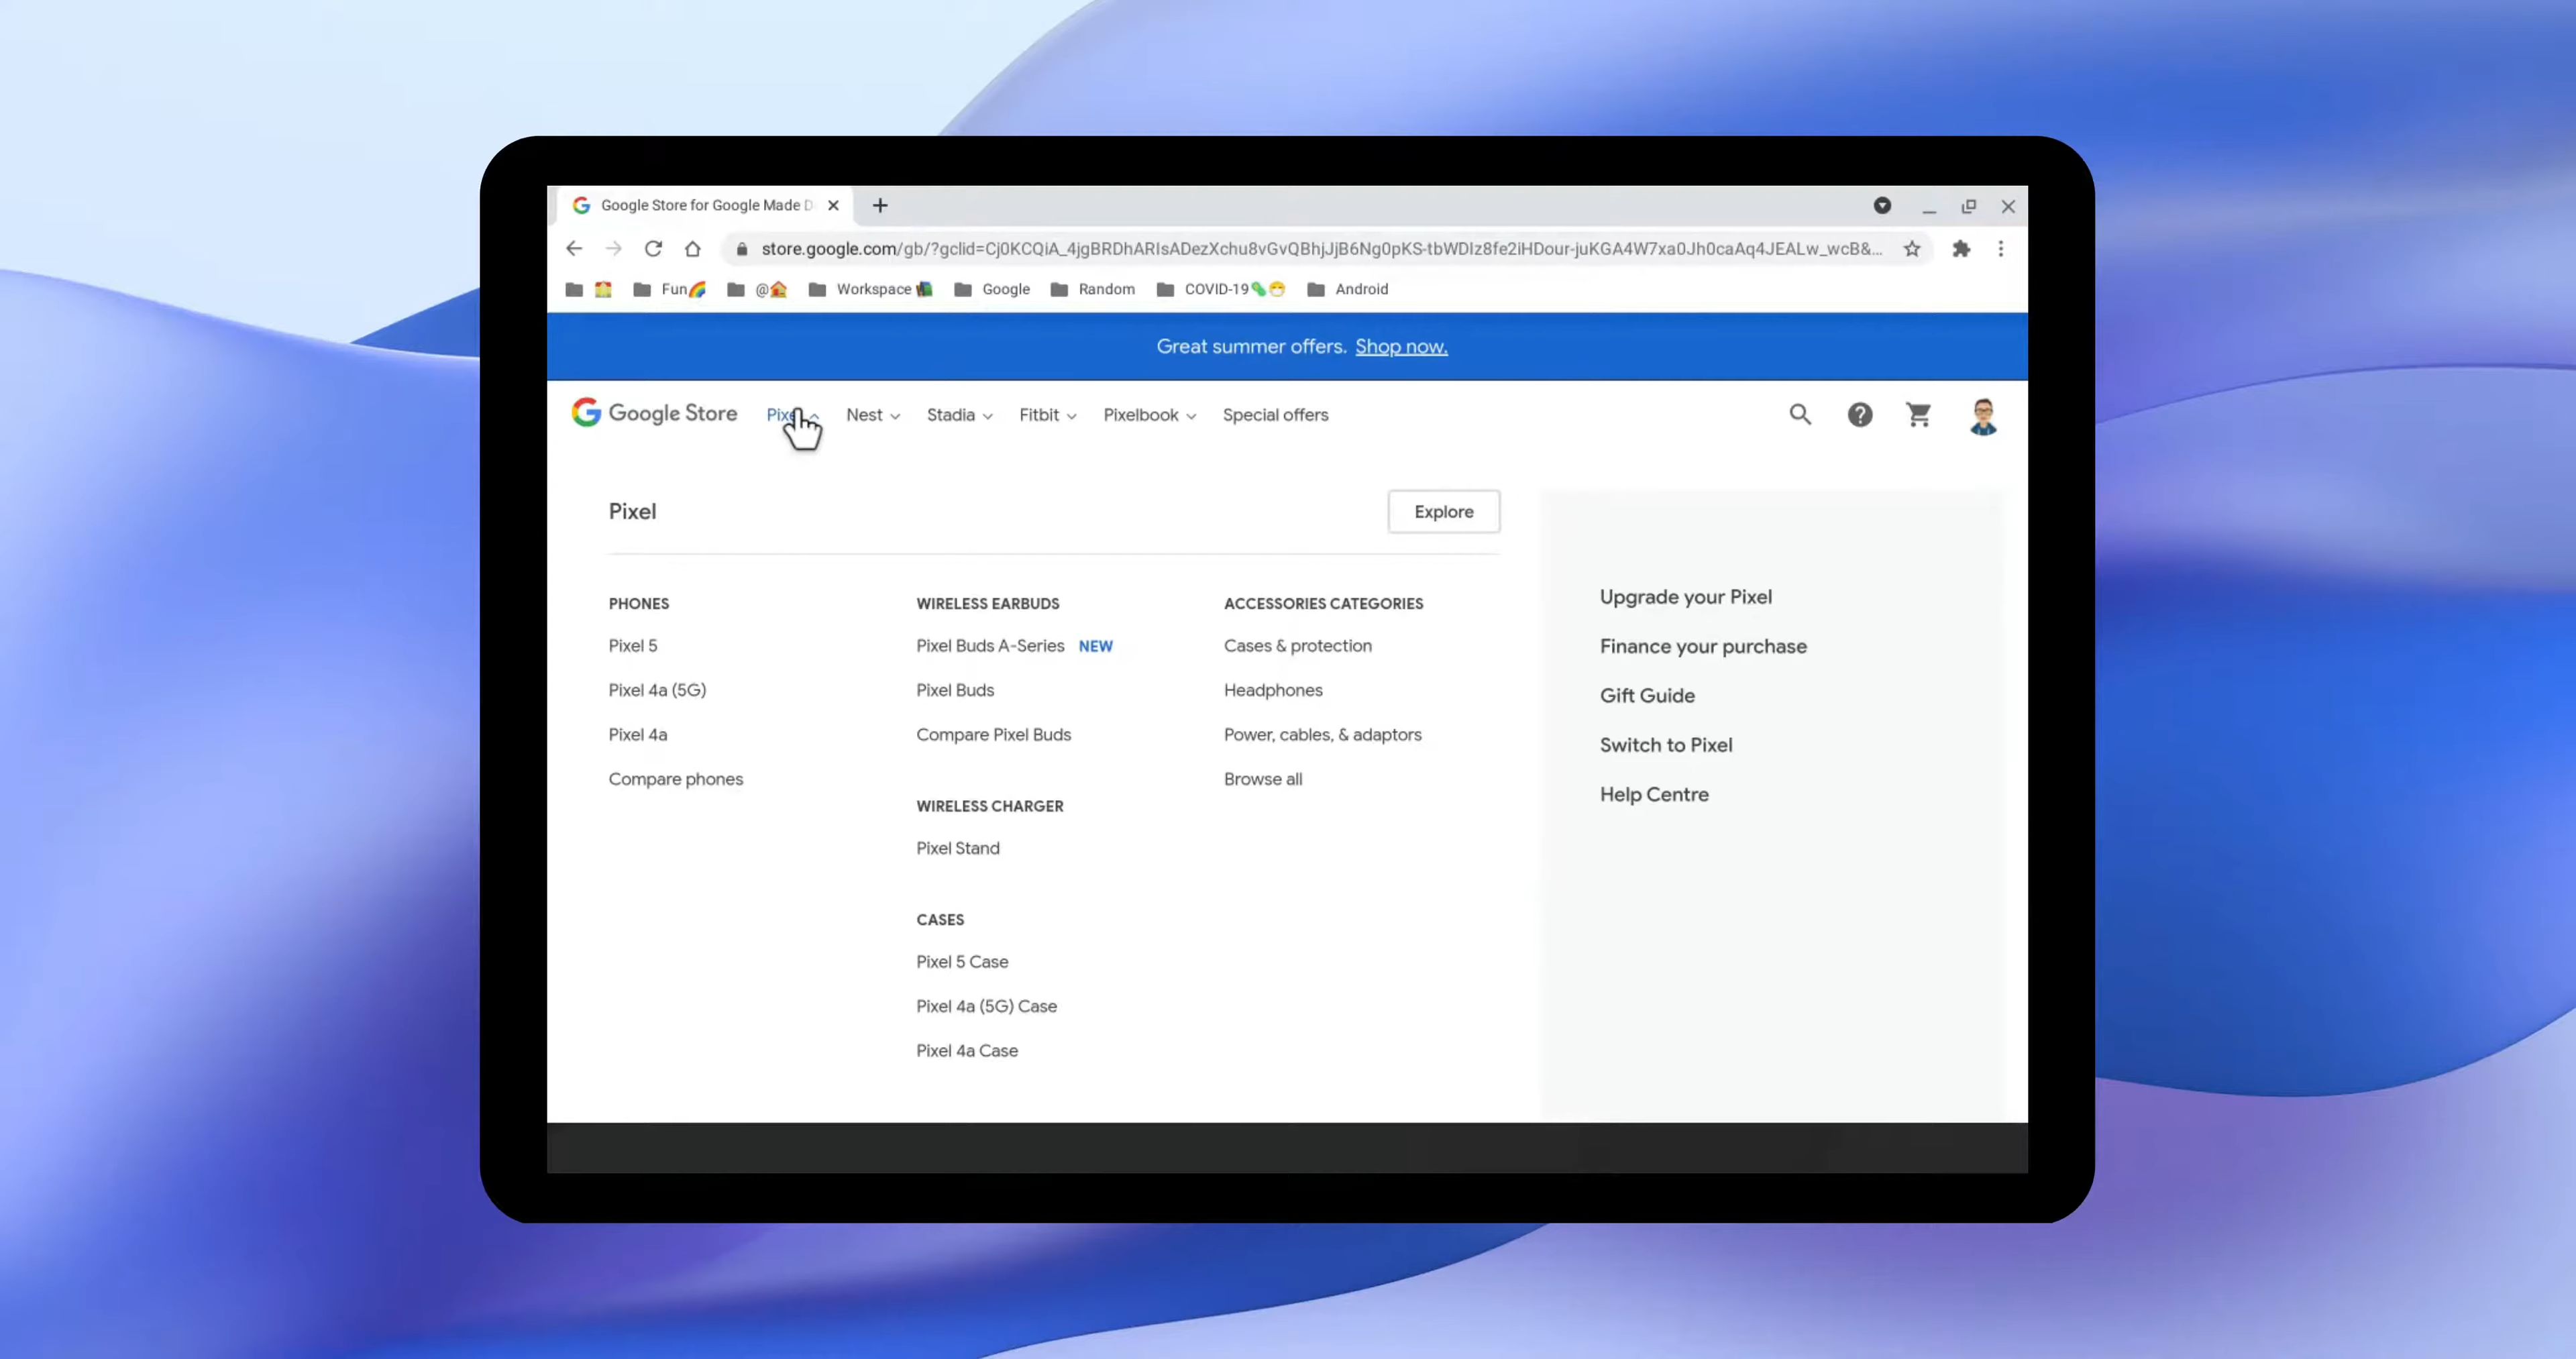 Google Store for Google Made D
store.google.com/gb/?gclid=Cj0KCQiA_4jgBRDhARIsADezXchu8vGvQBhjJjB6Ng0pKS-tbWDIz8fe2iHDour-juKGA4W7xa0Jh0caAq4JEALw_wcB&...
Fun @ Workspace Google Random COVID-19 Android
Great summer offers. Shop now.
Google Store Pixel Nest Stadia Fitbit Pixelbook Special offers
Pixel Explore
PHONES
Pixel 5
Pixel 4a (5G)
Pixel 4a
Compare phones
WIRELESS EARBUDS
Pixel Buds A-Series NEW
Pixel Buds
Compare Pixel Buds
WIRELESS CHARGER
Pixel Stand
CASES
Pixel 5 Case
Pixel 4a (5G) Case
Pixel 4a Case
ACCESSORIES CATEGORIES
Cases & protection
Headphones
Power, cables, & adaptors
Browse all
Upgrade your Pixel
Finance your purchase
Gift Guide
Switch to Pixel
Help Centre